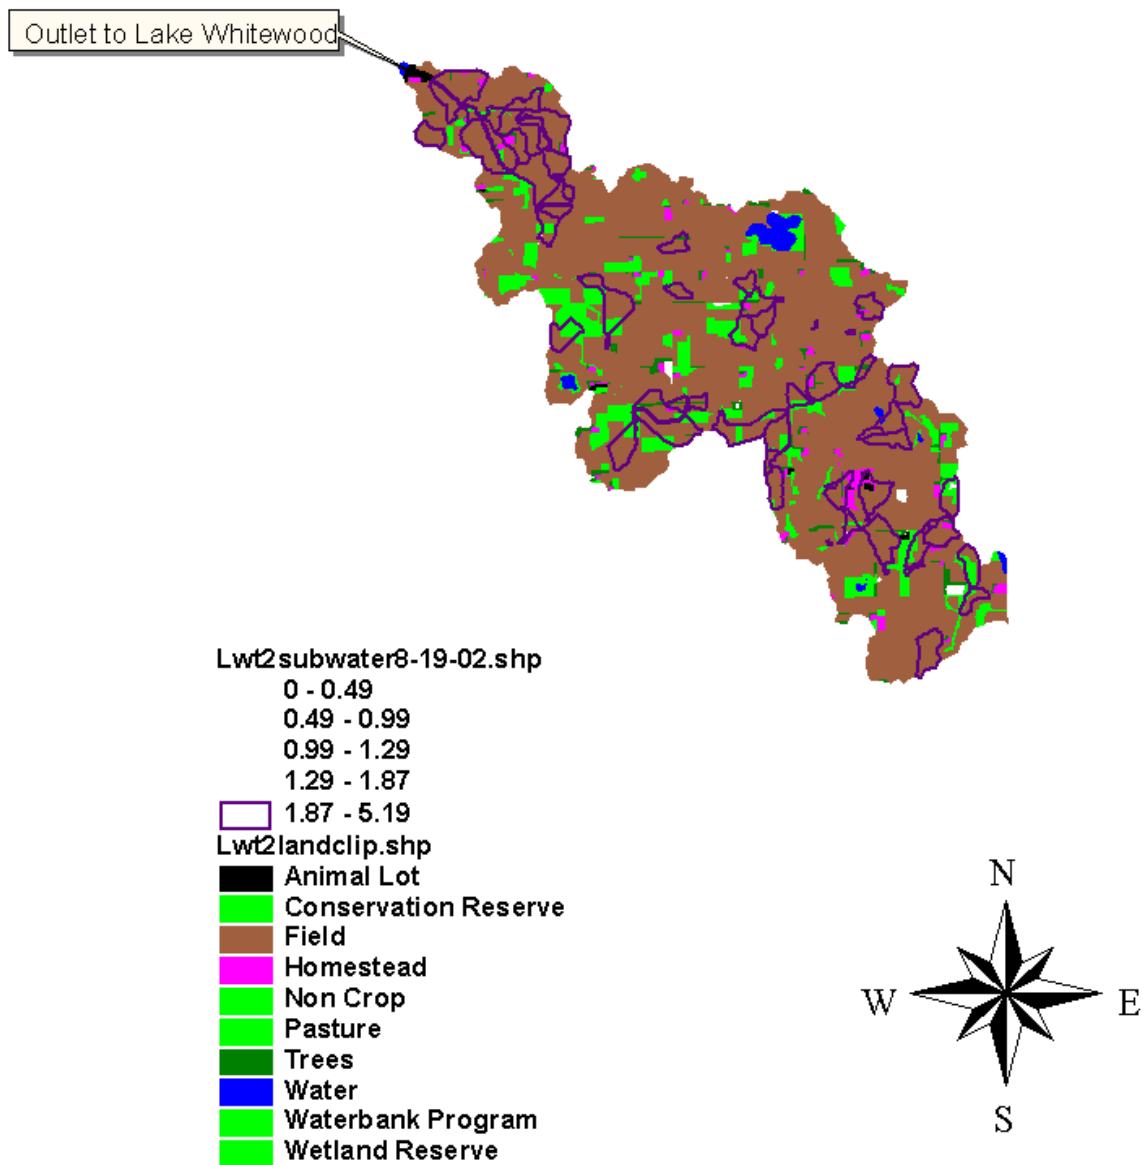 Outlet to Lake Whitewood
Lwt2subwater8-19-02.shp
0 - 0.49
0.49 - 0.99
0.99 - 1.29
1.29 - 1.87
1.87 - 5.19
Lwt2landclip.shp
Animal Lot
Conservation Reserve
Field
Homestead
Non Crop
Pasture
Trees
Water
Waterbank Program
Wetland Reserve
N
W
E
S